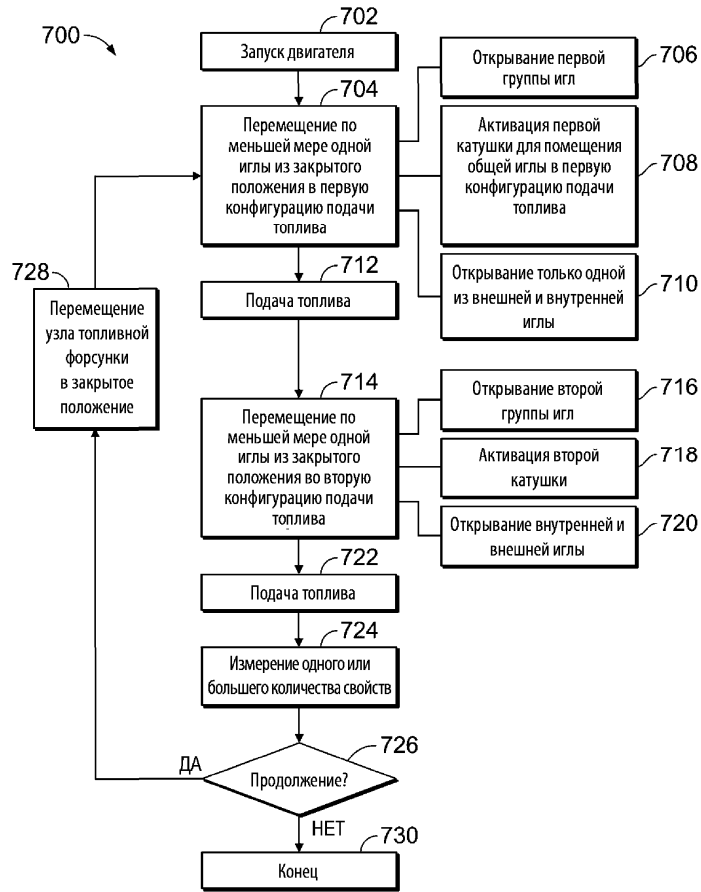 700
702
Запуск двигателя
704
Перемещение по
меньшей мере одной
иглы из закрытого
положения в первую
конфигурацию подачи
топлива
Открывание первой
группы игл
706
Активация первой
катушки для помещения
общей иглы в первую
конфигурацию подачи
топлива
708
Открывание только одной
из внешней и внутренней
иглы
710
712
Подача топлива
728
Перемещение
узла топливной
форсунки
в закрытое
положение
714
Перемещение по
меньшей мере одной
иглы из закрытого
положения во вторую
конфигурацию подачи
топлива
Открывание второй
группы игл
716
Активация второй
катушки
718
Открывание внутренней и
внешней иглы
720
722
Подача топлива
724
Измерение одного или
большего количества свойств
726
Продолжение?
ДА
НЕТ
730
Конец